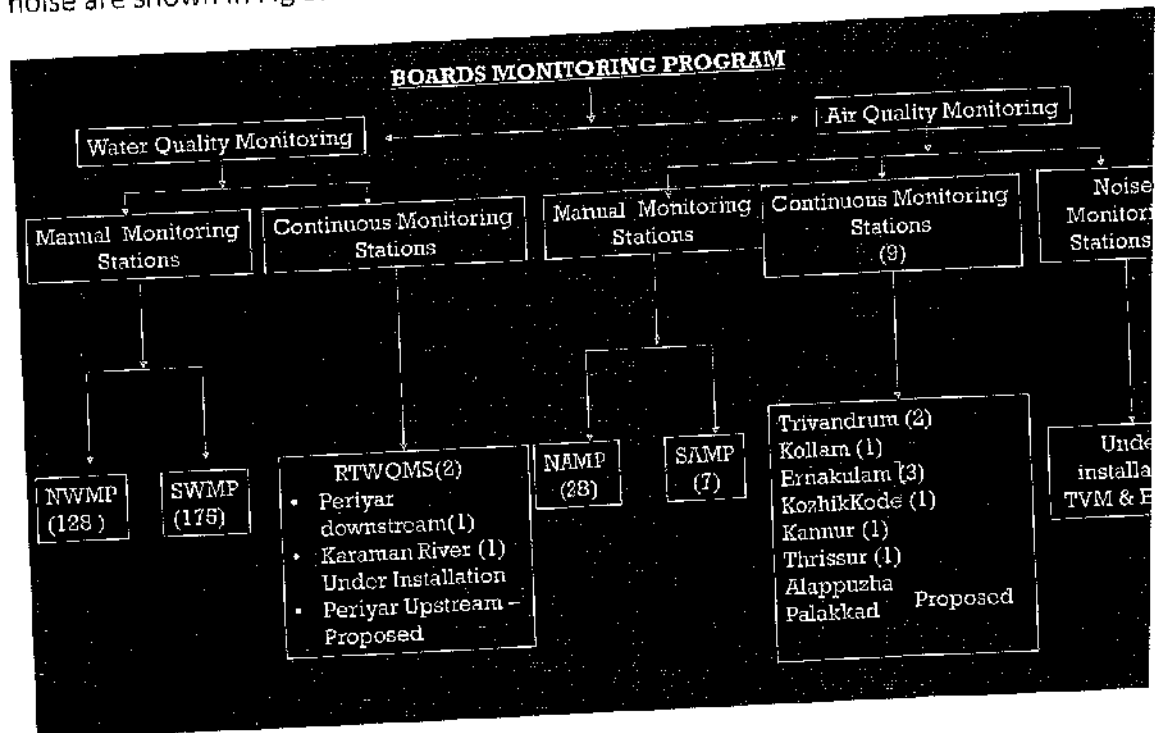 noise are shown in Fig
BOARDS MONITORING PROGRAM
Water Quality Monitoring
Air Quality Monitoring
Manual Monitoring
Stations
Continuous Monitoring
Stations
Manual Monitoring
Stations
Continuous Monitoring
Stations
(9)
Noise
Monitori
Stations
NWMP
(128 )
SWMP
(175)
RTWQMS(2)
• Periyar
downstream(1)
• Karaman River (1)
Under Installation
• Periyar Upstream –
Proposed
NAMP
(28)
SAMP
(7)
Trivandrum (2)
Kollam (1)
Ernakulam (3)
KozhikKode (1)
Kannur (1)
Thrissur (1)
Alappuzha
Palakkad
Proposed
Unde
installa
TVM & E